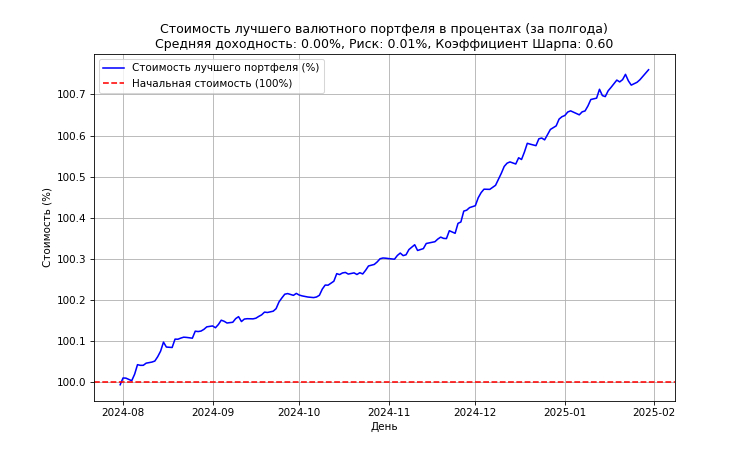 Стоимость лучшего валютного портфеля в процентах (за полгода)
Средняя доходность: 0.00%, Риск: 0.01%, Коэффициент Шарпа: 0.60
Стоимость лучшего портфеля (%)
Начальная стоимость (100%)
Стоимость (%)
100.7
100.6
100.5
100.4
100.3
100.2
100.1
100.0
2024-08 2024-09 2024-10 2024-11 2024-12 2025-01 2025-02
День